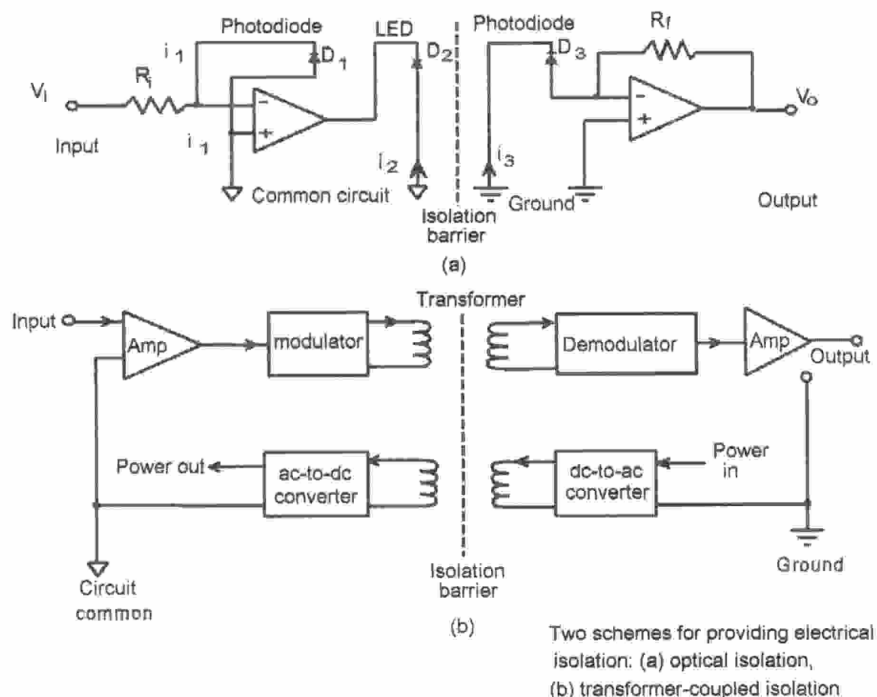 Photodiode
LED
Photodiode
Rf
i1
D1
D2
D3
Ri
VI
Vo
Input
i1
i2
i3
Common circuit
Ground
Output
Isolation
barrier
(a)
Transformer
Input
Amp
modulator
Demodulator
Amp
Output
Power out
ac-to-dc
converter
dc-to-ac
converter
Power
in
Circuit
common
Isolation
barrier
Ground
(b)
Two schemes for providing electrical
isolation: (a) optical isolation,
(b) transformer-coupled isolation